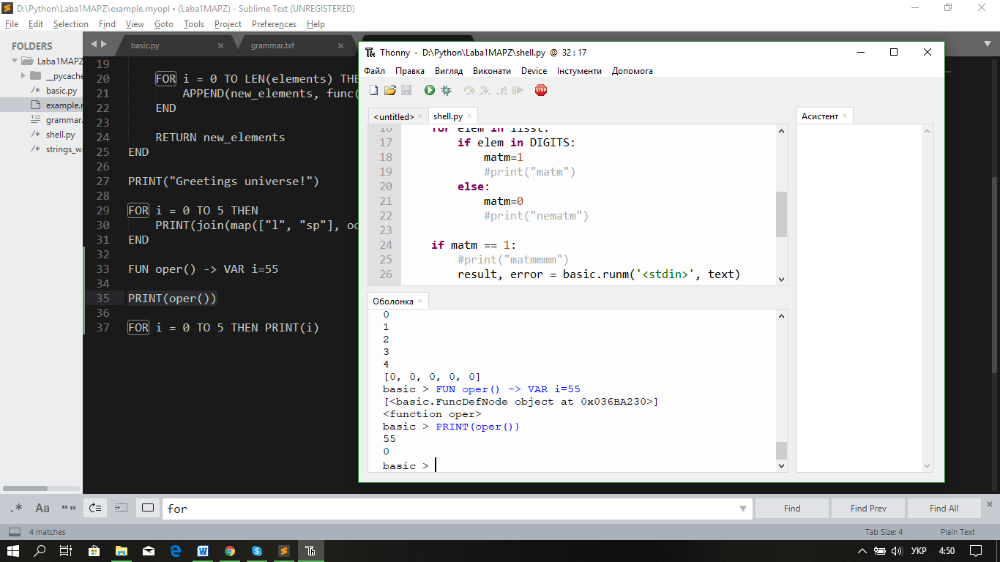 D:\Python\Laba1MAPZ\example.myopl • (Laba1MAPZ) - Sublime Text (UNREGISTERED)
File Edit Selection Find View Goto Tools Project Preferences Help
FOLDERS
Laba1MAPZ
__pycache
basic.py
example.m
grammar.
shell.py
strings_wi
basic.py
grammar.txt
19
20 FOR i = 0 TO LEN(elements) THE
21 APPEND(new_elements, func(
22 END
23
24 RETURN new_elements
25 END
26
27 PRINT("Greetings universe!")
28
29 FOR i = 0 TO 5 THEN
30 PRINT(join(map(["l", "sp"], oo
31 END
32
33 FUN oper() -> VAR i=55
34
35 PRINT(oper())
36
37 FOR i = 0 TO 5 THEN PRINT(i)
Thonny - D:\Python\Laba1MAPZ\shell.py @ 32 : 17
Файл Правка Вигляд Виконати Device Інстументи Допомога
STOP
<untitled>
shell.py
16 for elem in lisst:
17 if elem in DIGITS:
18 matm=1
19 #print("matm")
20 else:
21 matm=0
22 #print("nematm")
23
24 if matm == 1:
25 #print("matmmmm")
26 result, error = basic.runm('<stdin>', text)
Оболонка
0
1
2
3
4
[0, 0, 0, 0, 0]
basic > FUN oper() -> VAR i=55
[<basic.FuncDefNode object at 0x036BA230>]
<function oper>
basic > PRINT(oper())
55
0
basic >
Асистент
.* Aa “” for Find Find Prev Find All
4 matches Tab Size: 4 Plain Text
УКР 4:50